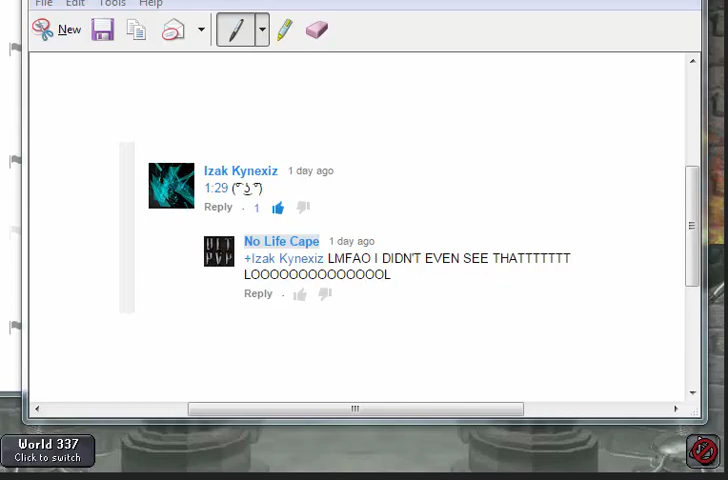 File Edit Tools Help
New
Izak Kynexiz 1 day ago
1:29 ( ͡° ͜ʖ ͡°)
Reply · 1
No Life Cape 1 day ago
+Izak Kynexiz LMFAO I DIDN'T EVEN SEE THATTTTTTT
LOOOOOOOOOOOOOOL
Reply ·
World 337
Click to switch